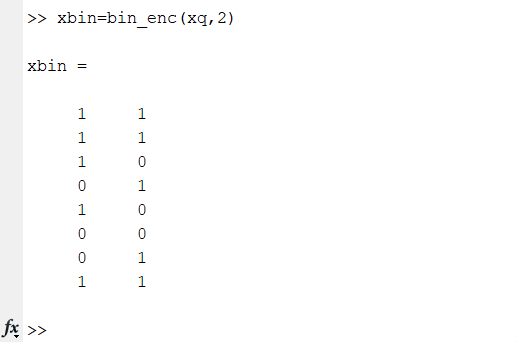 >> xbin=bin_enc(xq,2)
xbin =
1 1
1 1
1 0
0 1
1 0
0 0
0 1
1 1
fx >>